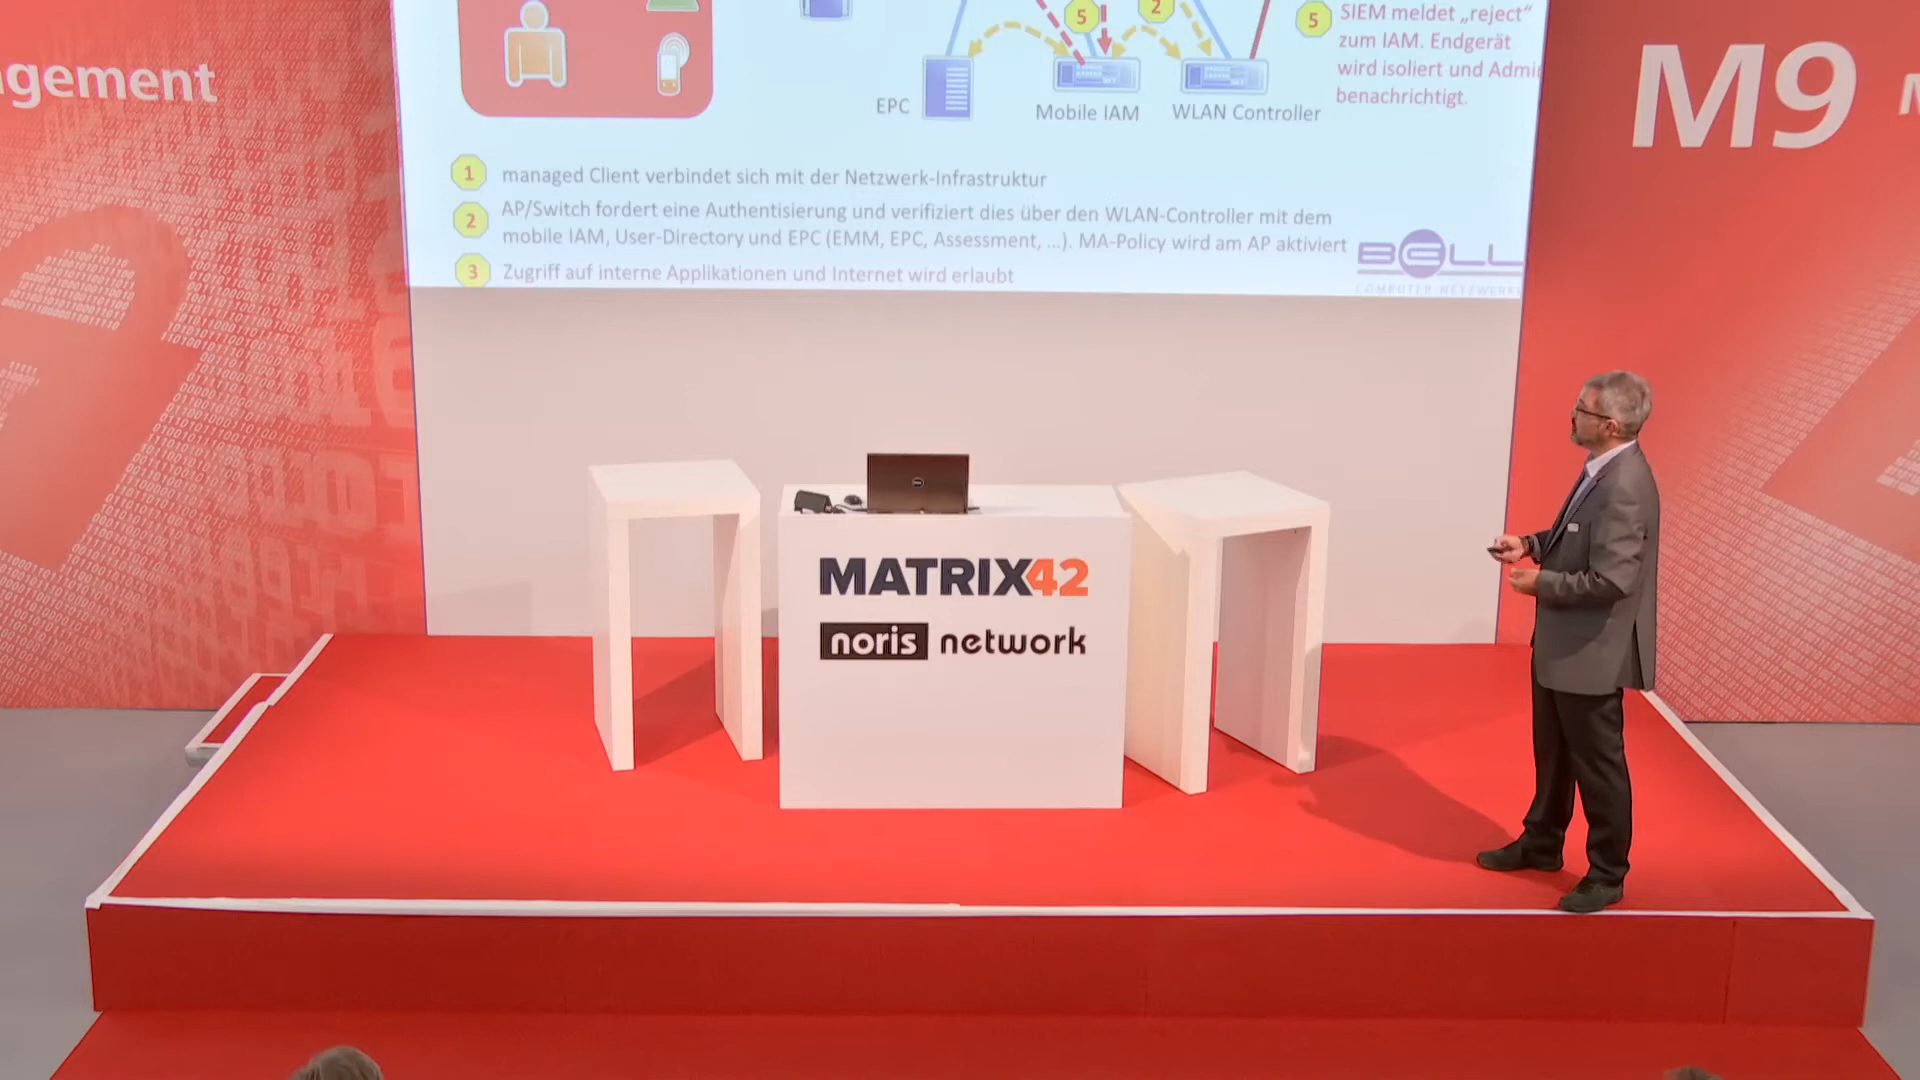 gement
M9
5
2
5
SIEM meldet „reject“
zum IAM. Endgerät
wird isoliert und Admi
benachrichtigt.
EPC
Mobile IAM
WLAN Controller
1 managed Client verbindet sich mit der Netzwerk-Infrastruktur
2 AP/Switch fordert eine Authentisierung und verifiziert dies über den WLAN-Controller mit dem
mobile IAM, User-Directory und EPC (EMM, EPC, Assessment, ...). MA-Policy wird am AP aktiviert
3 Zugriff auf interne Applikationen und Internet wird erlaubt
BELL
COMPUTER NETZWERK
MATRIX42
noris network